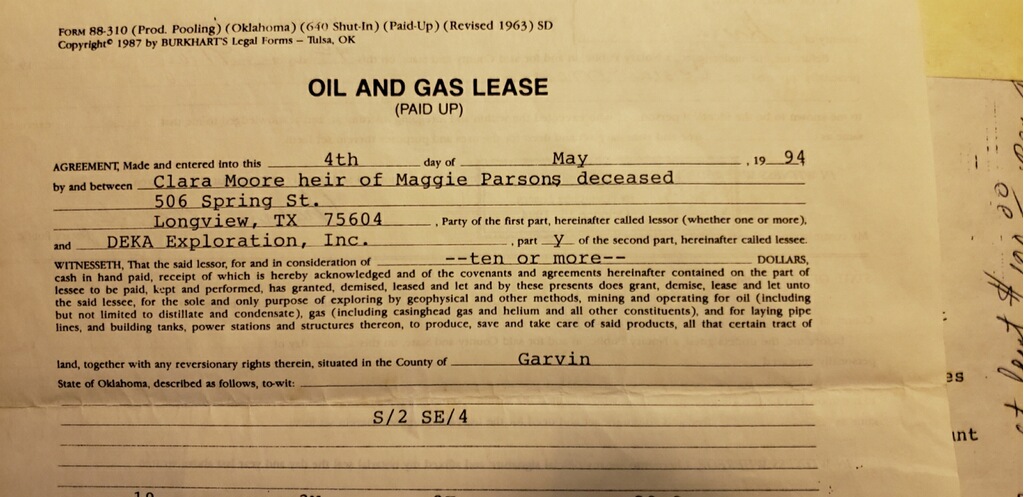 FORM 88-310 (Prod. Pooling) (Oklahoma) (640 Shut-In) (Paid-Up) (Revised 1963) SD
Copyright© 1987 by BURKHART'S Legal Forms – Tulsa, OK
OIL AND GAS LEASE
(PAID UP)
AGREEMENT, Made and entered into this 4th day of May , 19 94
by and between Clara Moore heir of Maggie Parsons deceased
506 Spring St.
Longview, TX 75604 , Party of the first part, hereinafter called lessor (whether one or more),
and DEKA Exploration, Inc. , part y of the second part, hereinafter called lessee.
WITNESSETH, That the said lessor, for and in consideration of --ten or more-- DOLLARS,
cash in hand paid, receipt of which is hereby acknowledged and of the covenants and agreements hereinafter contained on the part of
lessee to be paid, kept and performed, has granted, demised, leased and let and by these presents does grant, demise, lease and let unto
the said lessee, for the sole and only purpose of exploring by geophysical and other methods, mining and operating for oil (including
but not limited to distillate and condensate), gas (including casinghead gas and helium and all other constituents), and for laying pipe
lines, and building tanks, power stations and structures thereon, to produce, save and take care of said products, all that certain tract of
land, together with any reversionary rights therein, situated in the County of Garvin
State of Oklahoma, described as follows, to-wit:
S/2 SE/4
es
nt